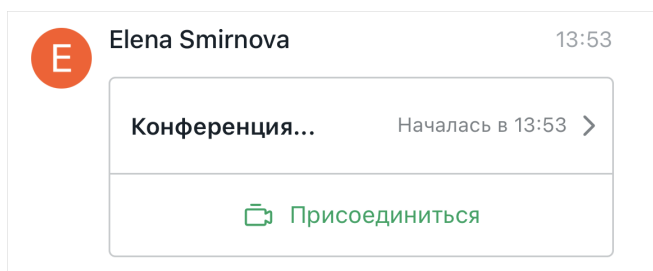 E
Elena Smirnova 13:53
Конференция... Началась в 13:53
Присоединиться